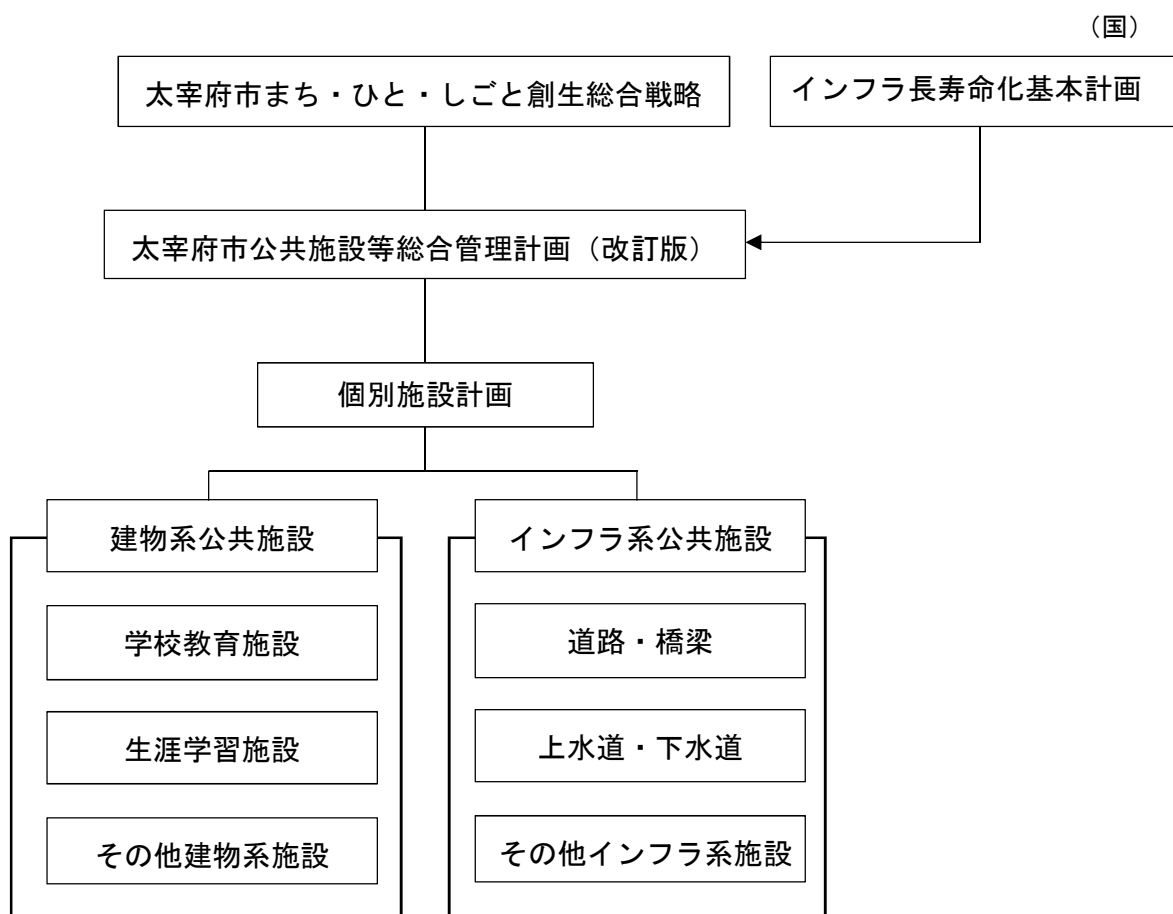 （国）
太宰府市まち・ひと・しごと創生総合戦略
インフラ長寿命化基本計画
太宰府市公共施設等総合管理計画（改訂版）
個別施設計画
建物系公共施設
インフラ系公共施設
学校教育施設
道路・橋梁
生涯学習施設
上水道・下水道
その他建物系施設
その他インフラ系施設